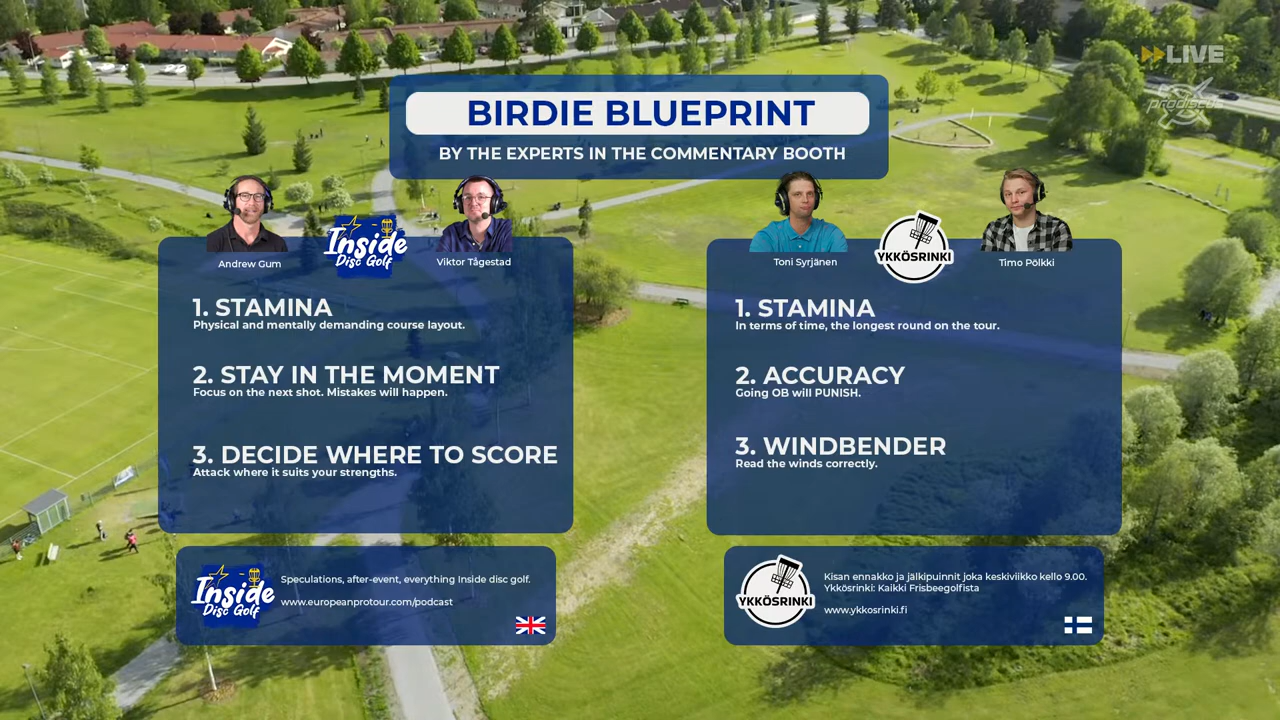 LIVE
prodiscus
BIRDIE BLUEPRINT
BY THE EXPERTS IN THE COMMENTARY BOOTH
Andrew Gum
Inside
Disc Golf
Viktor Tågestad
1. STAMINA
Physical and mentally demanding course layout.
2. STAY IN THE MOMENT
Focus on the next shot. Mistakes will happen.
3. DECIDE WHERE TO SCORE
Attack where it suits your strengths.
Inside
Disc Golf
Speculations, after-event, everything Inside disc golf.
www.europeanprotour.com/podcast
Toni Syrjänen
YKKÖSRINKI
Timo Pölkki
1. STAMINA
In terms of time, the longest round on the tour.
2. ACCURACY
Going OB will PUNISH.
3. WINDBENDER
Read the winds correctly.
YKKÖSRINKI
Kisan ennakko ja jälkipuinnit joka keskiviikko kello 9.00.
Ykkösrinki: Kaikki Frisbeegolfista
www.ykkosrinki.fi